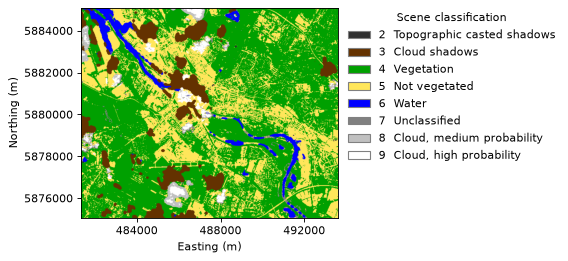 Scene classification
2 Topographic casted shadows
3 Cloud shadows
4 Vegetation
5 Not vegetated
6 Water
7 Unclassified
8 Cloud, medium probability
9 Cloud, high probability
Northing (m)
5884000
5882000
5880000
5878000
5876000
484000 488000 492000
Easting (m)